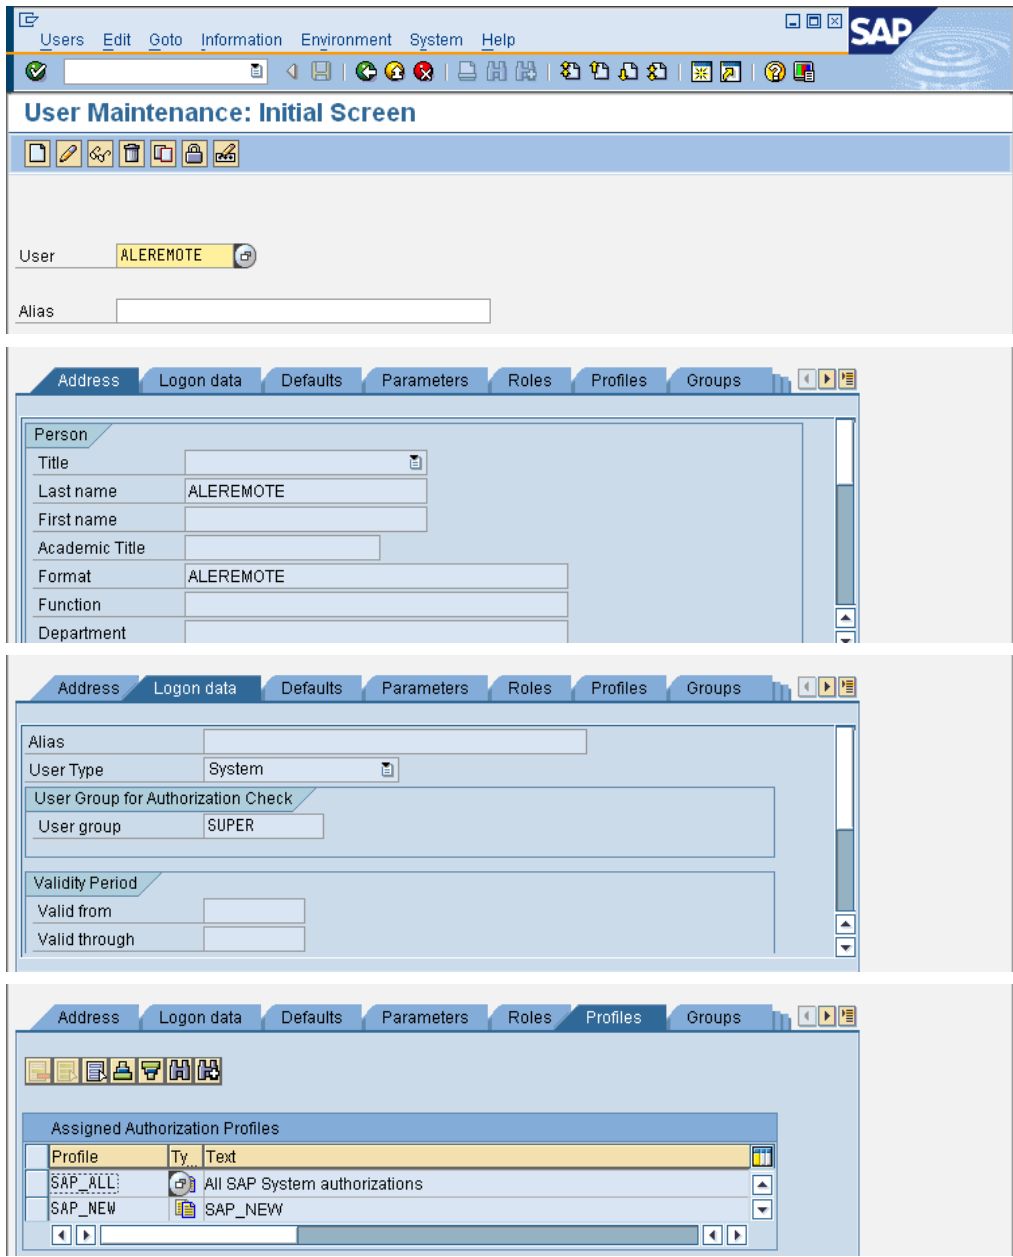 Users Edit Goto Information Environment System Help
SAP
User Maintenance: Initial Screen
User ALEREMOTE
Alias
Address Logon data Defaults Parameters Roles Profiles Groups
Person
Title
Last name ALEREMOTE
First name
Academic Title
Format ALEREMOTE
Function
Department
Address Logon data Defaults Parameters Roles Profiles Groups
Alias
User Type System
User Group for Authorization Check
User group SUPER
Validity Period
Valid from
Valid through
Address Logon data Defaults Parameters Roles Profiles Groups
Assigned Authorization Profiles
Profile Ty... Text
SAP_ALL All SAP System authorizations
SAP_NEW SAP_NEW